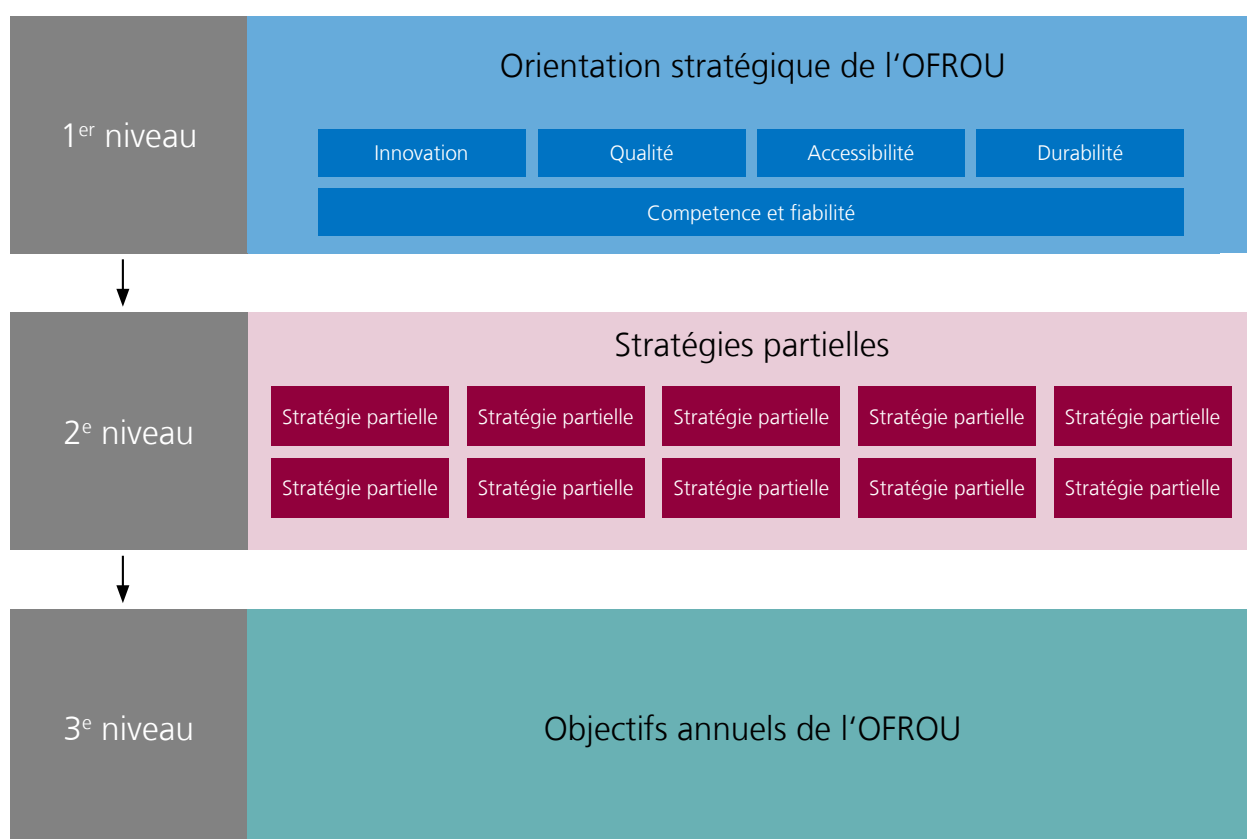 Orientation stratégique de l‘OFROU
1er niveau
Innovation
Qualité
Accessibilité
Durabilité
Competence et fiabilité
Stratégies partielles
2e niveau
Stratégie partielle
Stratégie partielle
Stratégie partielle
Stratégie partielle
Stratégie partielle
Stratégie partielle
Stratégie partielle
Stratégie partielle
Stratégie partielle
Stratégie partielle
3e niveau
Objectifs annuels de l‘OFROU